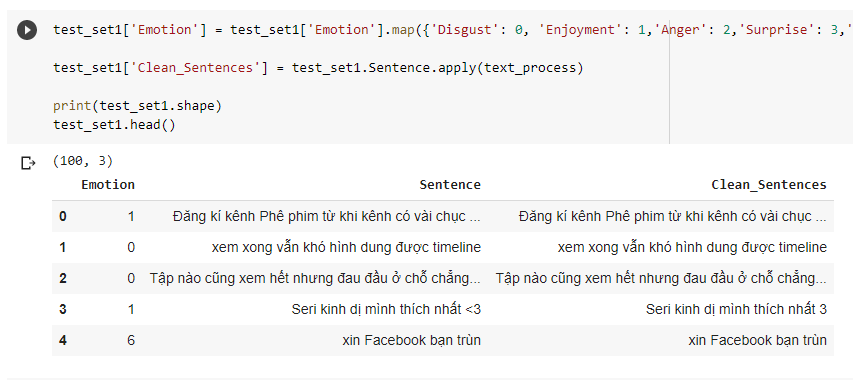 test_set1['Emotion'] = test_set1['Emotion'].map({'Disgust': 0, 'Enjoyment': 1,'Anger': 2,'Surprise': 3,'
test_set1['Clean_Sentences'] = test_set1.Sentence.apply(text_process)
print(test_set1.shape)
test_set1.head()
(100, 3)
Emotion Sentence Clean_Sentences
0 1 Đăng kí kênh Phê phim từ khi kênh có vài chục ... Đăng kí kênh Phê phim từ khi kênh có vài chục ...
1 0 xem xong vẫn khó hình dung được timeline xem xong vẫn khó hình dung được timeline
2 0 Tập nào cũng xem hết nhưng đau đầu ở chỗ chẳng... Tập nào cũng xem hết nhưng đau đầu ở chỗ chẳng...
3 1 Seri kinh dị mình thích nhất <3 Seri kinh dị mình thích nhất 3
4 6 xin Facebook bạn trùn xin Facebook bạn trùn